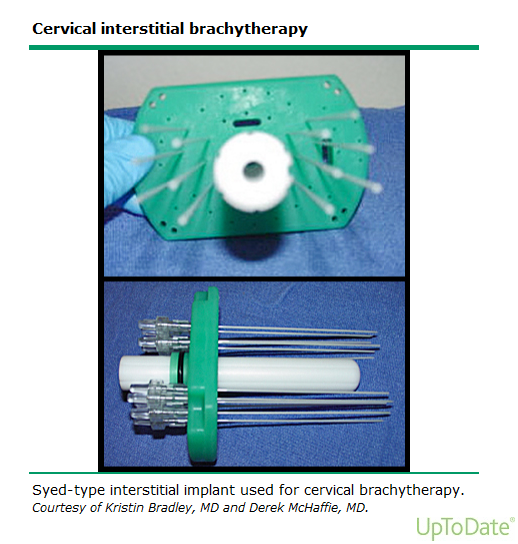 Cervical interstitial brachytherapy
Syed-type interstitial implant used for cervical brachytherapy.
Courtesy of Kristin Bradley, MD and Derek McHaffie, MD.
UpToDate®